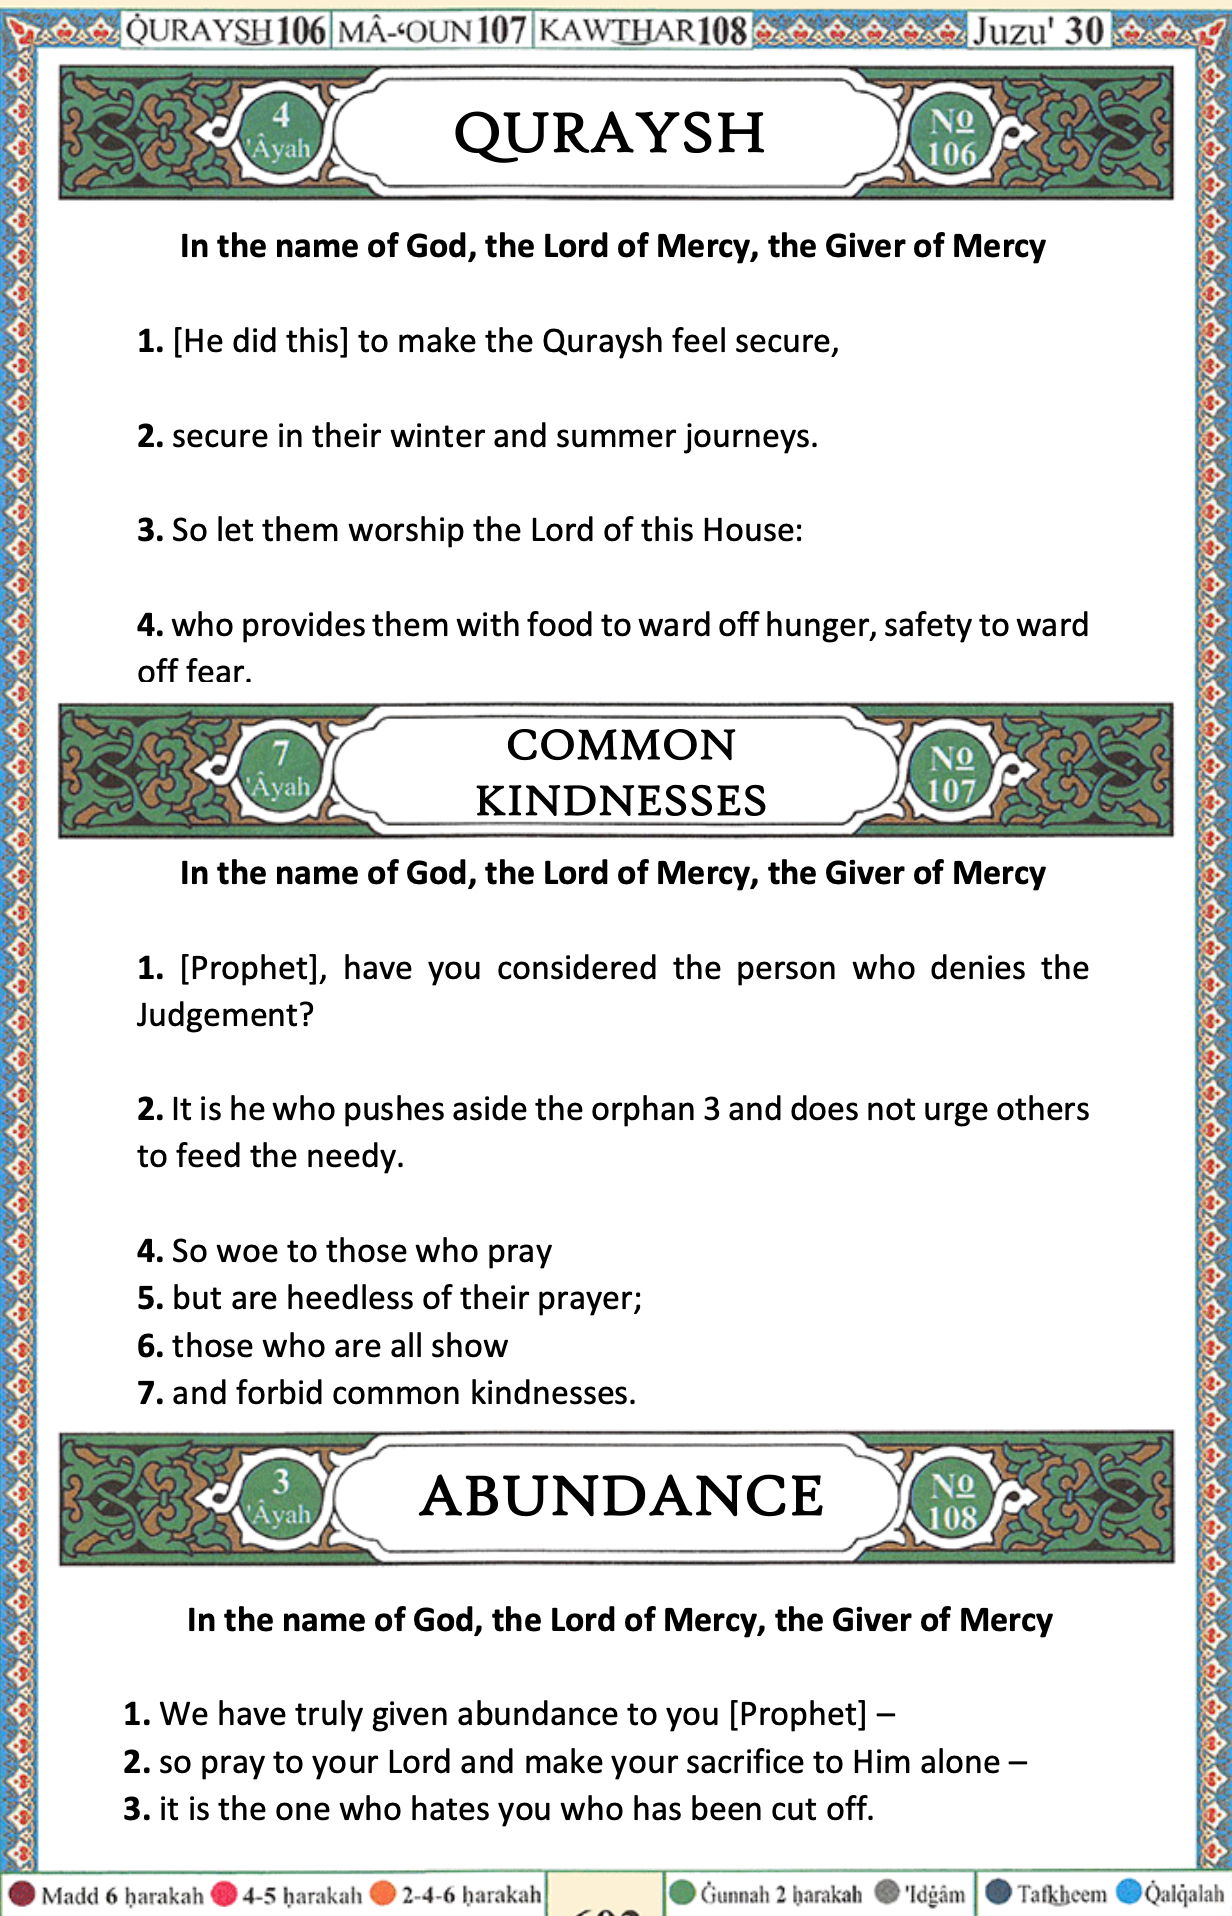 Q̇URAYSH 106 MÂ-‘OUN 107 KAWTHAR 108 Juzu' 30
4 QURAYSH No
'Âyah 106
In the name of God, the Lord of Mercy, the Giver of Mercy
1. [He did this] to make the Quraysh feel secure,
2. secure in their winter and summer journeys.
3. So let them worship the Lord of this House:
4. who provides them with food to ward off hunger, safety to ward
off fear.
7 COMMON No
'Âyah KINDNESSES 107
In the name of God, the Lord of Mercy, the Giver of Mercy
1. [Prophet], have you considered the person who denies the
Judgement?
2. It is he who pushes aside the orphan 3 and does not urge others
to feed the needy.
4. So woe to those who pray
5. but are heedless of their prayer;
6. those who are all show
7. and forbid common kindnesses.
3 ABUNDANCE No
'Âyah 108
In the name of God, the Lord of Mercy, the Giver of Mercy
1. We have truly given abundance to you [Prophet] –
2. so pray to your Lord and make your sacrifice to Him alone –
3. it is the one who hates you who has been cut off.
Madd 6 ḥarakah 4-5 ḥarakah 2-4-6 ḥarakah Ġunnah 2 ḥarakah 'Idġâm Tafkheem Q̇alq̇alah